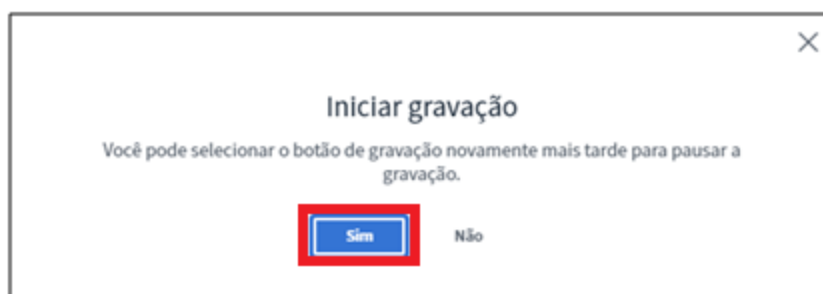 Iniciar gravação
Você pode selecionar o botão de gravação novamente mais tarde para pausar a
gravação.
Sim Não